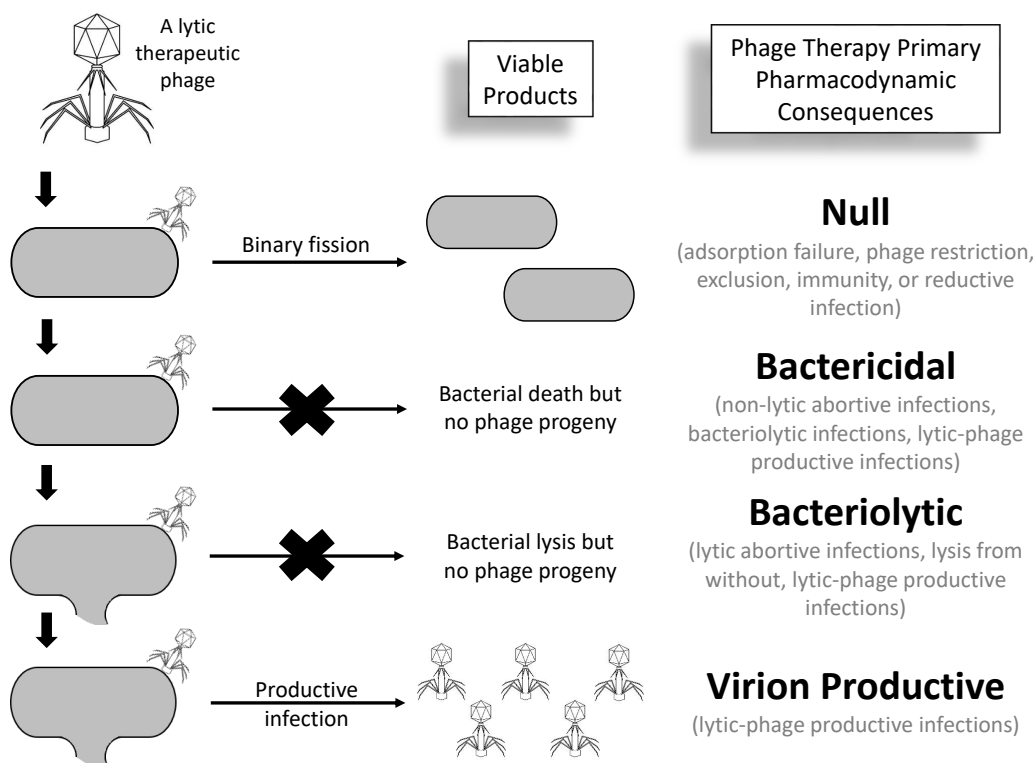 A lytic
therapeutic
phage
Viable
Products
Phage Therapy Primary
Pharmacodynamic
Consequences
Binary fission
Null
(adsorption failure, phage restriction,
exclusion, immunity, or reductive
infection)
Bacterial death but
no phage progeny
Bactericidal
(non-lytic abortive infections,
bacteriolytic infections, lytic-phage
productive infections)
Bacterial lysis but
no phage progeny
Bacteriolytic
(lytic abortive infections, lysis from
without, lytic-phage productive
infections)
Productive
infection
Virion Productive
(lytic-phage productive infections)